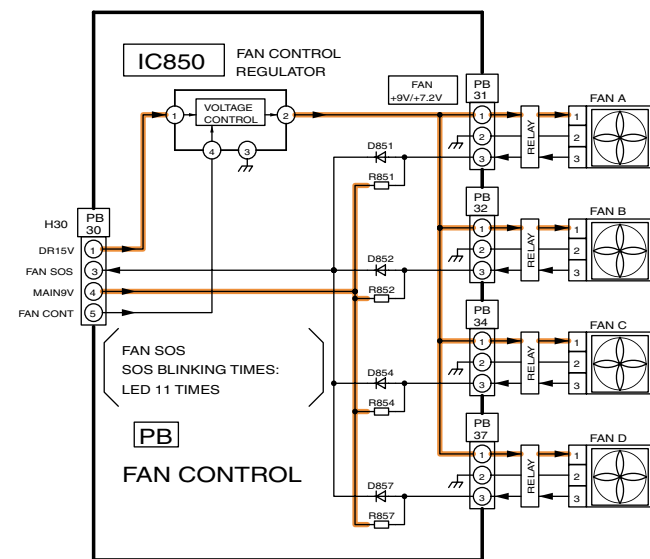 IC850
FAN CONTROL
REGULATOR
VOLTAGE
CONTROL
1
2
4
3
FAN
+9V/+7.2V
H30
PB
30
DR15V
1
FAN SOS
3
MAIN9V
4
FAN CONT
5
D851
R851
D852
R852
D854
R854
D857
R857
PB
31
1
2
3
RELAY
FAN A
1
2
3
PB
32
1
2
3
RELAY
FAN B
1
2
3
PB
34
1
2
3
RELAY
FAN C
1
2
3
PB
37
1
2
3
RELAY
FAN D
1
2
3
FAN SOS
SOS BLINKING TIMES:
LED 11 TIMES
PB
FAN CONTROL